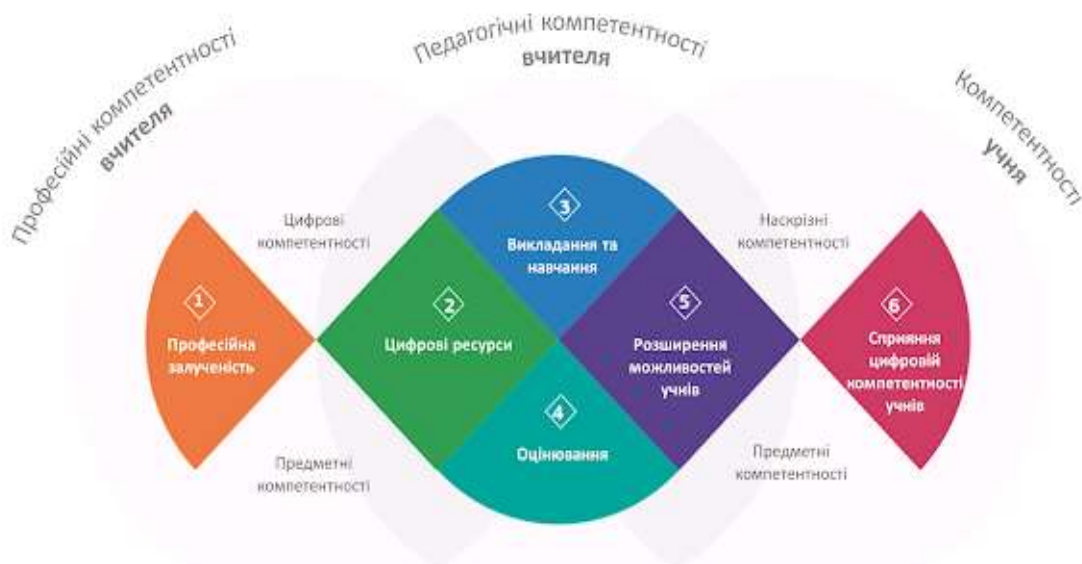 Професійні компетентності
вчителя
Педагогічні компетентності
вчителя
Компетентності
учня
Цифрові
компетентності
Предметні
компетентності
Наскрізні
компетентності
Предметні
компетентності
1
Професійна
залученість
2
Цифрові ресурси
3
Викладання та
навчання
4
Оцінювання
5
Розширення
можливостей
учнів
6
Сприяння
цифровій
компетентності
учнів